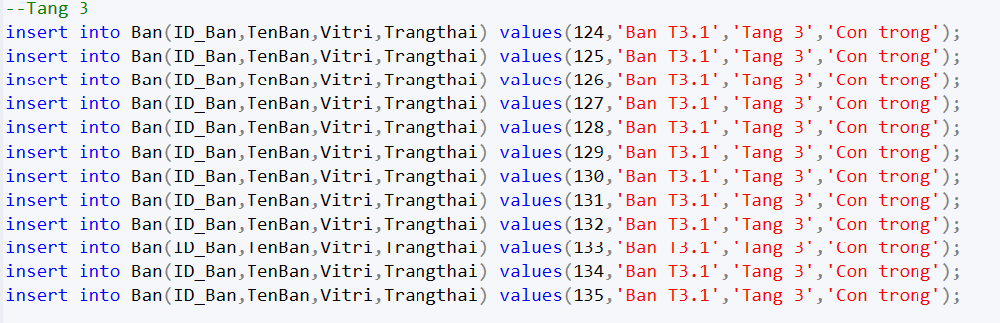 --Tang 3
insert into Ban(ID_Ban,TenBan,Vitri,Trangthai) values(124,'Ban T3.1','Tang 3','Con trong');
insert into Ban(ID_Ban,TenBan,Vitri,Trangthai) values(125,'Ban T3.1','Tang 3','Con trong');
insert into Ban(ID_Ban,TenBan,Vitri,Trangthai) values(126,'Ban T3.1','Tang 3','Con trong');
insert into Ban(ID_Ban,TenBan,Vitri,Trangthai) values(127,'Ban T3.1','Tang 3','Con trong');
insert into Ban(ID_Ban,TenBan,Vitri,Trangthai) values(128,'Ban T3.1','Tang 3','Con trong');
insert into Ban(ID_Ban,TenBan,Vitri,Trangthai) values(129,'Ban T3.1','Tang 3','Con trong');
insert into Ban(ID_Ban,TenBan,Vitri,Trangthai) values(130,'Ban T3.1','Tang 3','Con trong');
insert into Ban(ID_Ban,TenBan,Vitri,Trangthai) values(131,'Ban T3.1','Tang 3','Con trong');
insert into Ban(ID_Ban,TenBan,Vitri,Trangthai) values(132,'Ban T3.1','Tang 3','Con trong');
insert into Ban(ID_Ban,TenBan,Vitri,Trangthai) values(133,'Ban T3.1','Tang 3','Con trong');
insert into Ban(ID_Ban,TenBan,Vitri,Trangthai) values(134,'Ban T3.1','Tang 3','Con trong');
insert into Ban(ID_Ban,TenBan,Vitri,Trangthai) values(135,'Ban T3.1','Tang 3','Con trong');